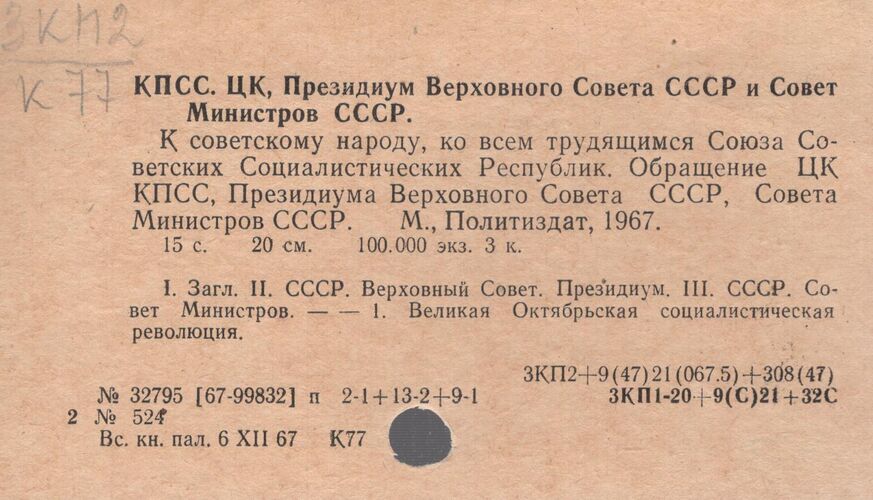 3КП2
К77
КПСС. ЦК, Президиум Верховного Совета СССР и Совет
Министров СССР.
К советскому народу, ко всем трудящимся Союза Со-
ветских Социалистических Республик. Обращение ЦК
КПСС, Президиума Верховного Совета СССР, Совета
Министров СССР. М., Политиздат, 1967.
15 с. 20 см. 100.000 экз. 3 к.
I. Загл. II. СССР. Верховный Совет. Президиум. III. СССР. Со-
вет Министров. — — 1. Великая Октябрьская социалистическая
революция.
3КП2+9(47)21(067.5)+308(47)
№ 32795 [67-99832] п 2-1+13-2+9-1 3КП1-20+9(С)21+32С
2 № 524
Вс. кн. пал. 6 XII 67 К77